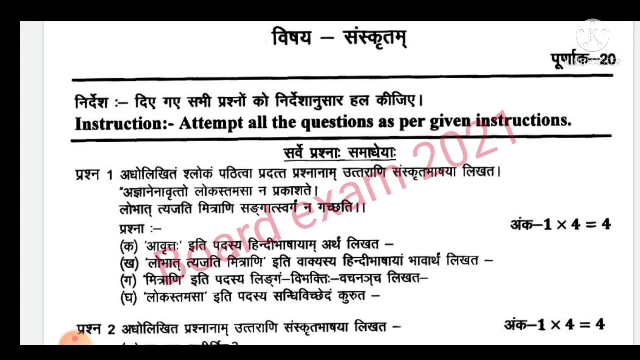 विषय – संस्कृतम्
पूर्णांक–20
निर्देश :– दिए गए सभी प्रश्नों को निर्देशानुसार हल कीजिए।
Instruction:- Attempt all the questions as per given instructions.
सर्वे प्रश्नाः समाधेयाः
प्रश्न 1 अधोलिखितं श्लोकं पठित्वा प्रदत्त प्रश्नानाम् उत्तराणि संस्कृतभाषया लिखत।
"अज्ञानेनावृत्तो लोकस्तमसा न प्रकाशते।
लोभात् त्यजति मित्राणि सङ्गात्स्वर्गं न गच्छति।।
प्रश्ना :–
अंक–1 × 4 = 4
(क) 'आवृत्तः' इति पदस्य हिन्दीभाषायाम् अर्थं लिखत –
(ख) 'लोभात् त्यजति मित्राणि' इति वाक्यस्य हिन्दीभाषायां भावार्थं लिखत –
(ग) 'मित्राणि' इति पदस्य लिङ्गं–विभक्तिः–वचनञ्च लिखत–
(घ) 'लोकस्तमसा' इति पदस्य सन्धिविच्छेदं कुरुत –
प्रश्न 2 अधोलिखित प्रश्नानाम् उत्तराणि संस्कृतभाषया लिखत –
अंक–1 × 4 = 4
Board exam 2021